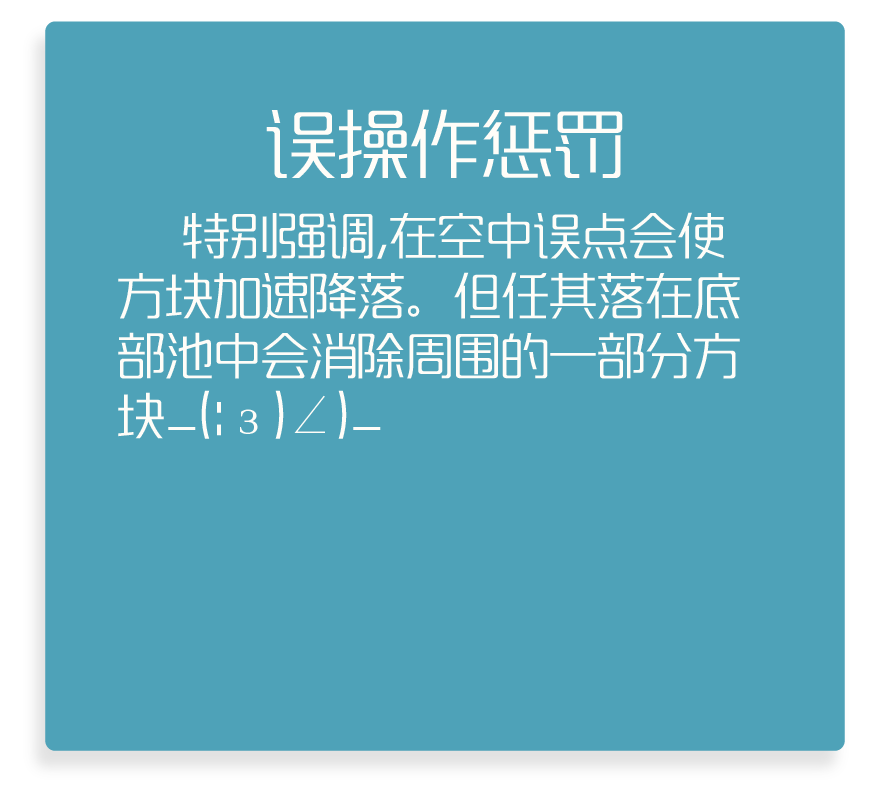 误操作惩罚
特别强调,在空中误点会使
方块加速降落。但任其落在底
部池中会消除周围的一部分方
块_(:з)∠)_